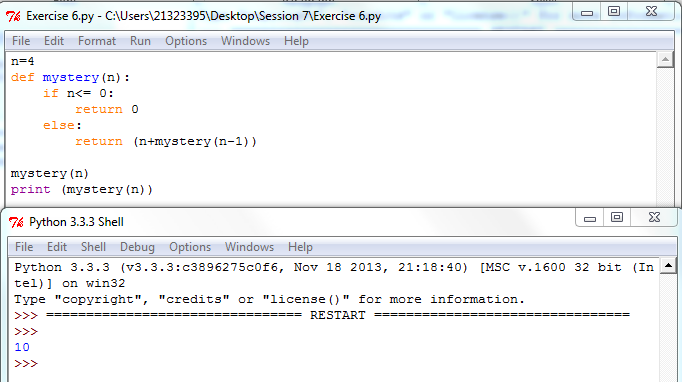 Exercise 6.py - C:\Users\21323395\Desktop\Session 7\Exercise 6.py
File Edit Format Run Options Windows Help
n=4
def mystery(n):
    if n<= 0:
        return 0
    else:
        return (n+mystery(n-1))
mystery(n)
print (mystery(n))
Python 3.3.3 Shell
File Edit Shell Debug Options Windows Help
Python 3.3.3 (v3.3.3:c3896275c0f6, Nov 18 2013, 21:18:40) [MSC v.1600 32 bit (In
tel)] on win32
Type "copyright", "credits" or "license()" for more information.
>>> ================================ RESTART ================================
>>>
10
>>>